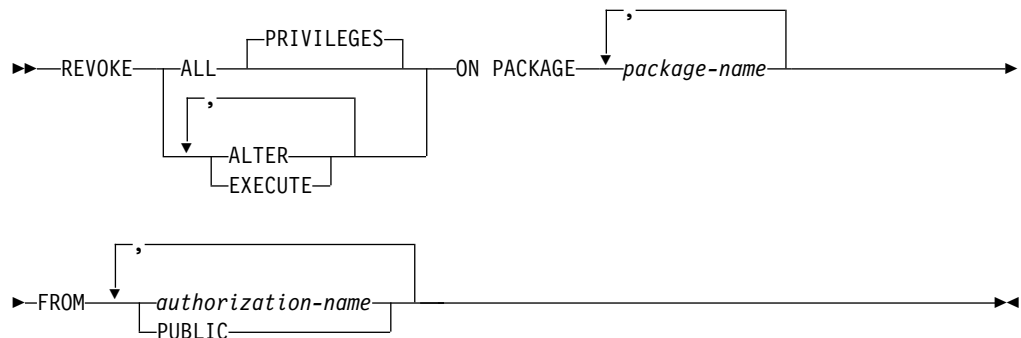 ,
PRIVILEGES
REVOKE ALL ON PACKAGE package-name
,
ALTER
EXECUTE
,
FROM authorization-name
PUBLIC